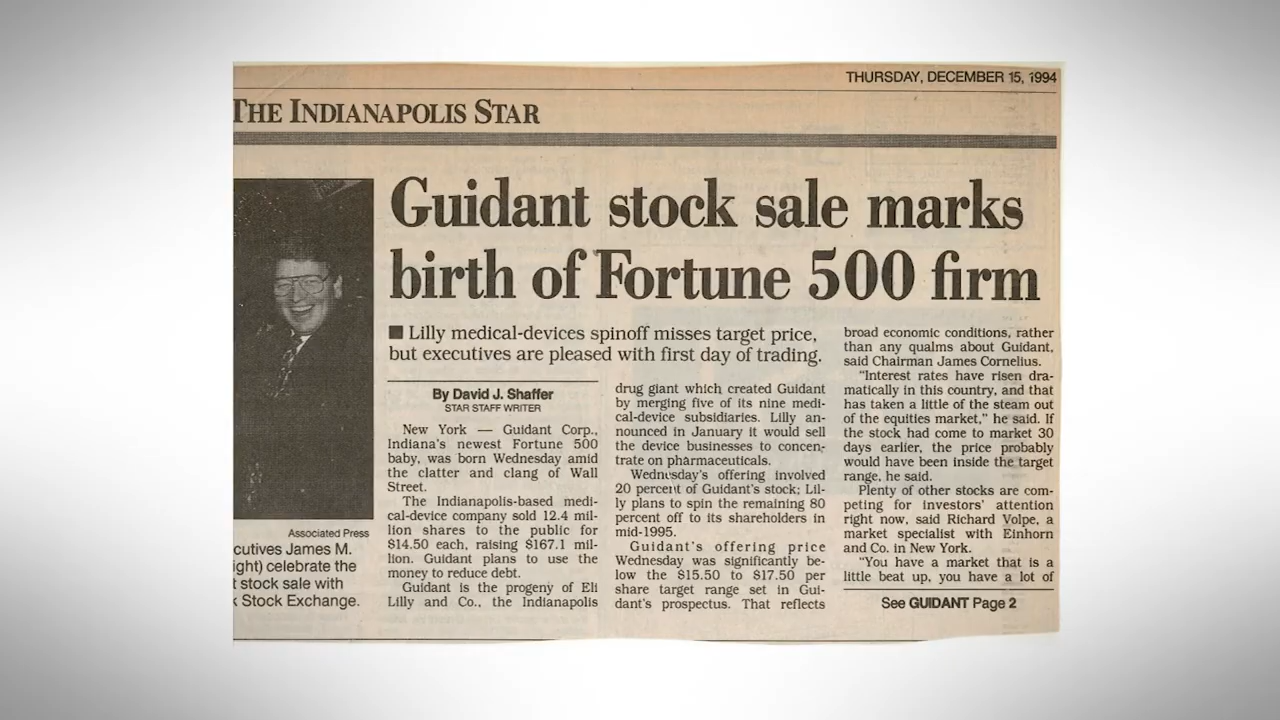 THURSDAY, DECEMBER 15, 1994
THE INDIANAPOLIS STAR
Guidant stock sale marks
birth of Fortune 500 firm
■ Lilly medical-devices spinoff misses target price,
but executives are pleased with first day of trading.
By David J. Shaffer
STAR STAFF WRITER
New York — Guidant Corp.,
Indiana's newest Fortune 500
baby, was born Wednesday amid
the clatter and clang of Wall
Street.
The Indianapolis-based medi-
cal-device company sold 12.4 mil-
lion shares to the public for
$14.50 each, raising $167.1 mil-
lion. Guidant plans to use the
money to reduce debt.
Guidant is the progeny of Eli
Lilly and Co., the Indianapolis
drug giant which created Guidant
by merging five of its nine medi-
cal-device subsidiaries. Lilly an-
nounced in January it would sell
the device businesses to concen-
trate on pharmaceuticals.
Wednesday's offering involved
20 percent of Guidant's stock; Lil-
ly plans to spin the remaining 80
percent off to its shareholders in
mid-1995.
Guidant's offering price
Wednesday was significantly be-
low the $15.50 to $17.50 per
share target range set in Gui-
dant's prospectus. That reflects
broad economic conditions, rather
than any qualms about Guidant,
said Chairman James Cornelius.
"Interest rates have risen dra-
matically in this country, and that
has taken a little of the steam out
of the equities market," he said. If
the stock had come to market 30
days earlier, the price probably
would have been inside the target
range, he said.
Plenty of other stocks are com-
peting for investors' attention
right now, said Richard Volpe, a
market specialist with Einhorn
and Co. in New York.
"You have a market that is a
little beat up, you have a lot of
See GUIDANT Page 2
Associated Press
cutives James M.
ight) celebrate the
t stock sale with
k Stock Exchange.